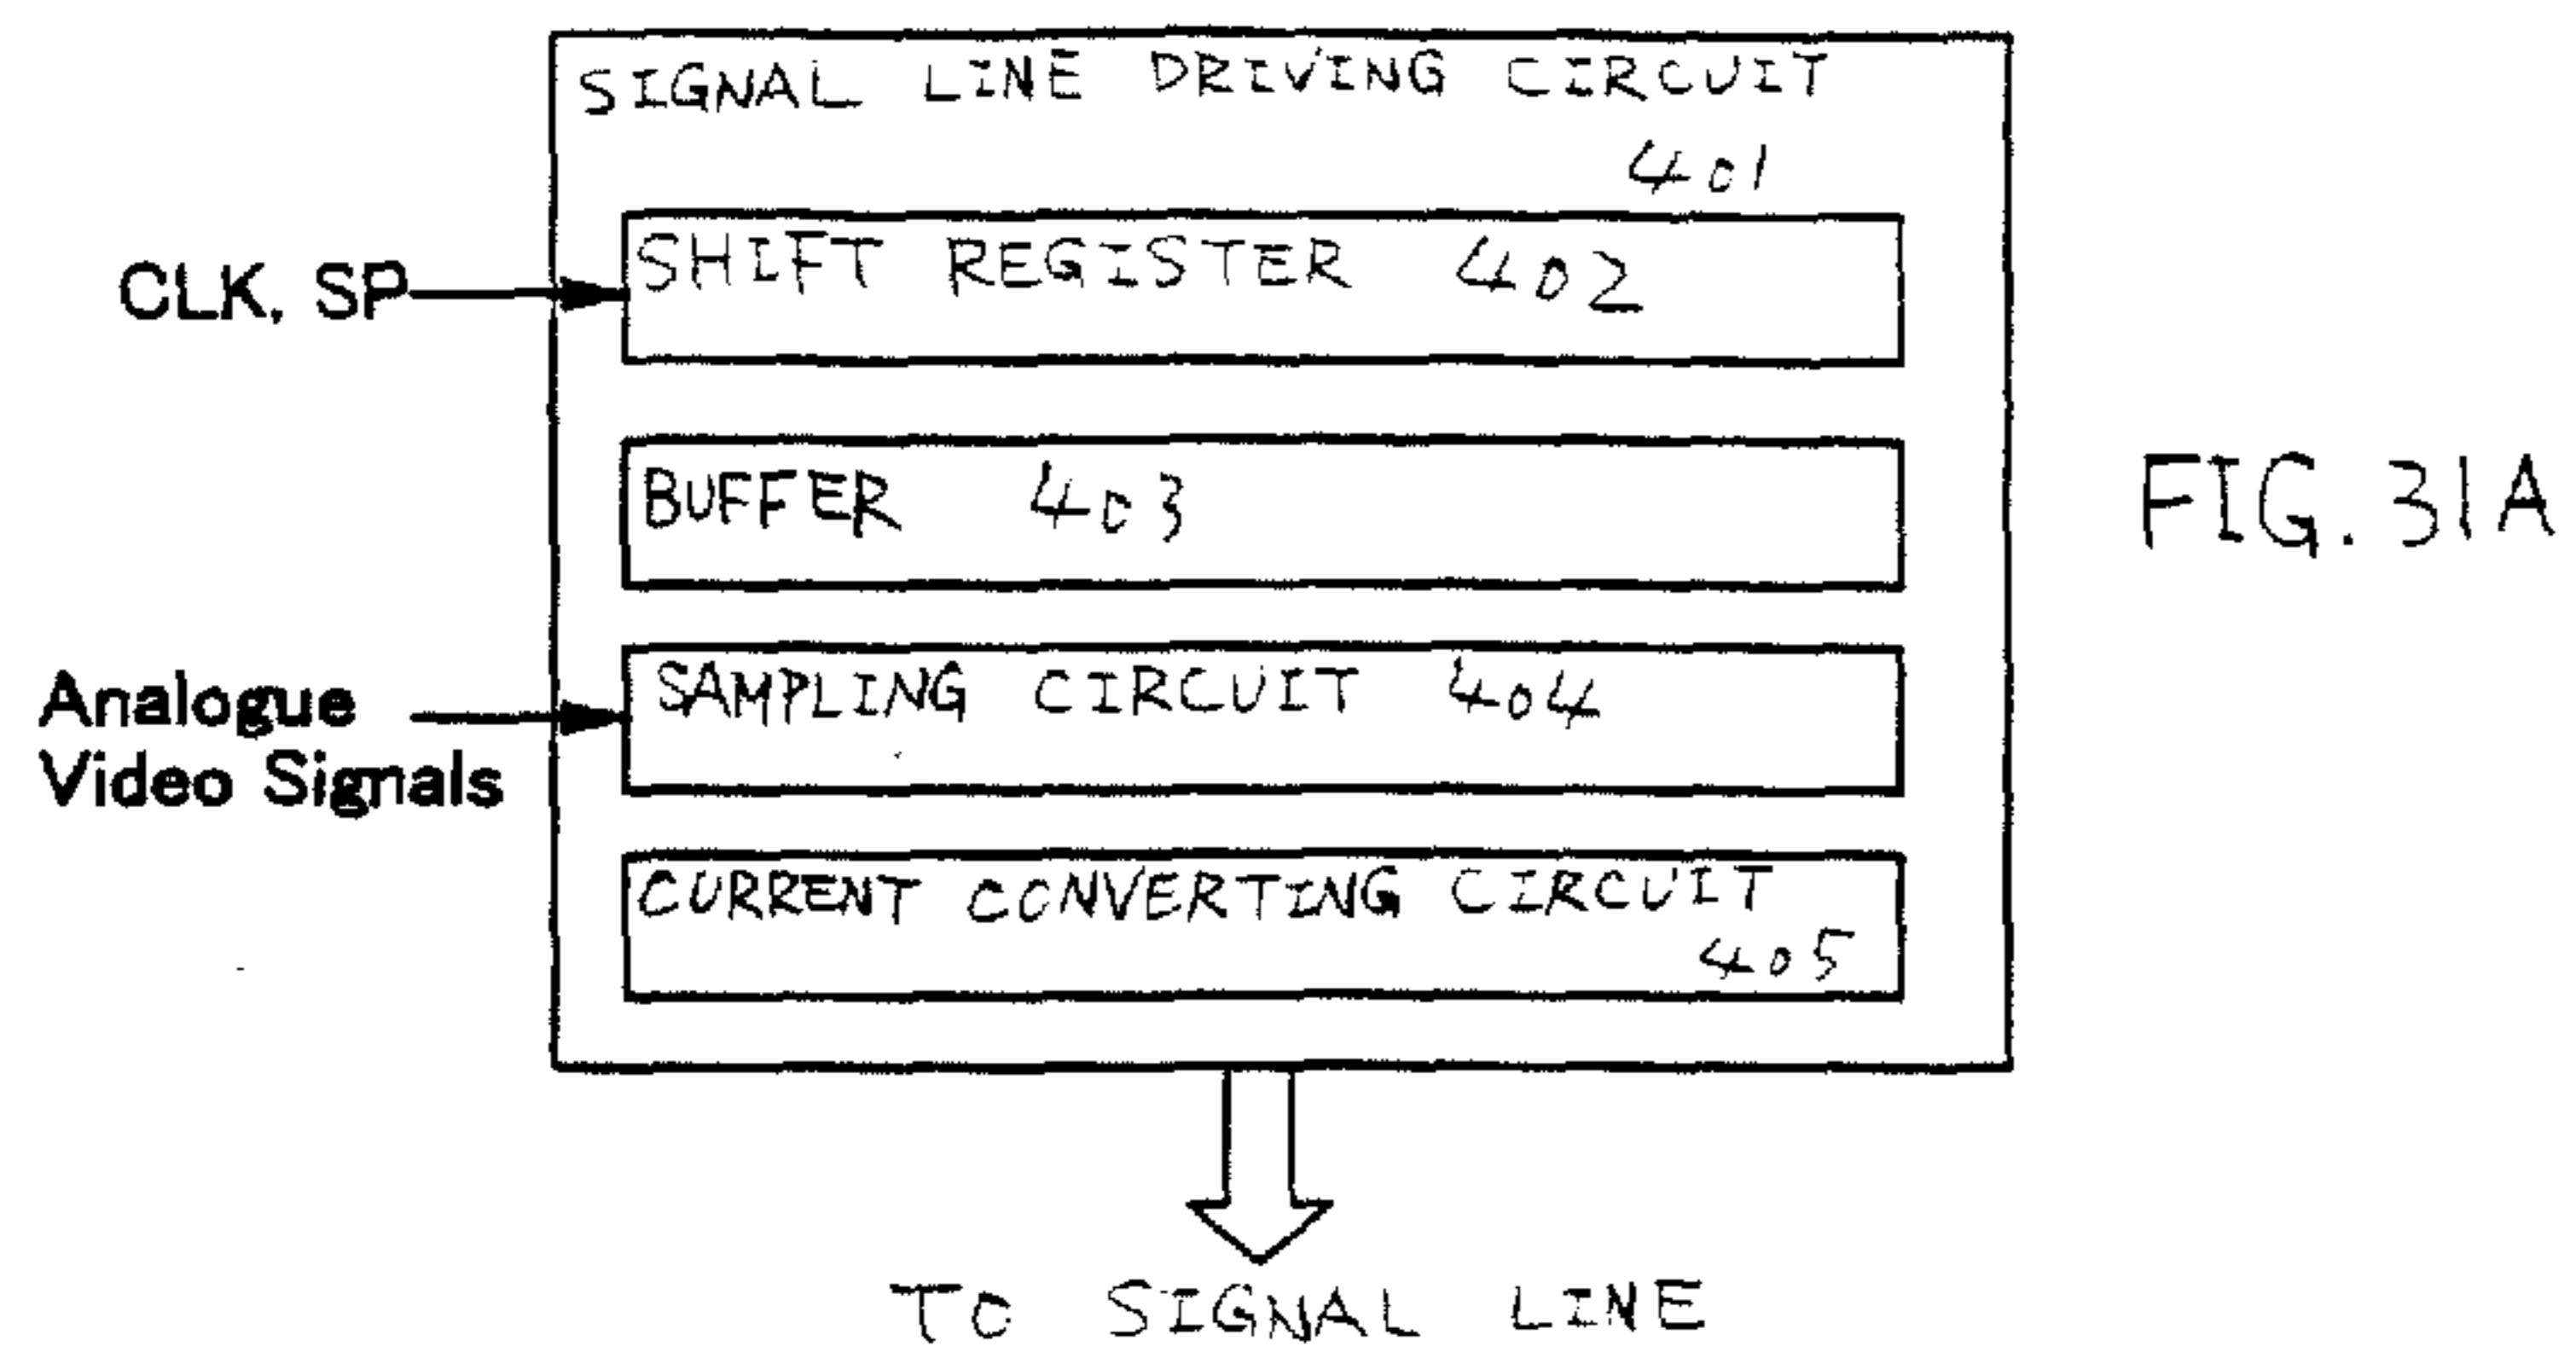 SIGNAL LINE DRIVING CIRCUIT
401
CLK, SP
SHIFT REGISTER 402
BUFFER 403
FIG. 31A
Analogue
Video Signals
SAMPLING CIRCUIT 404
CURRENT CONVERTING CIRCUIT
405
TO SIGNAL LINE